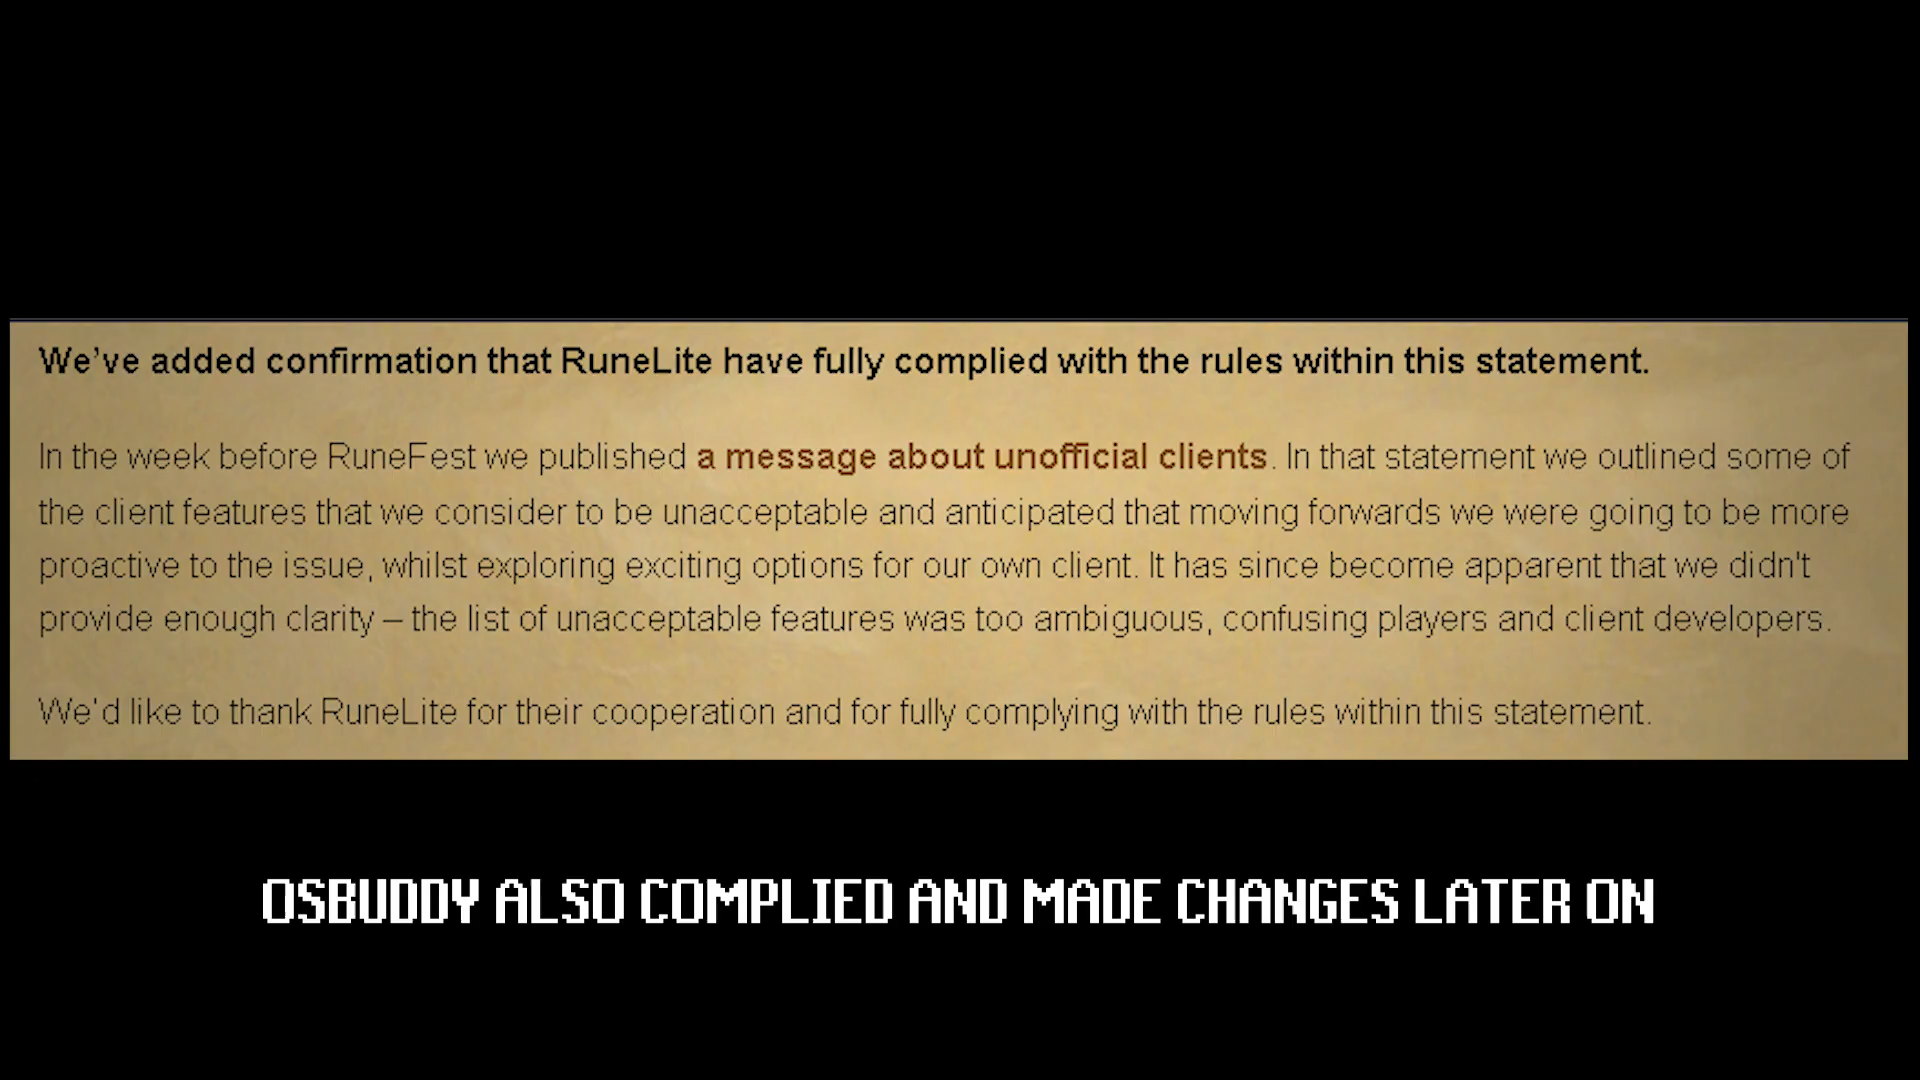 We’ve added confirmation that RuneLite have fully complied with the rules within this statement.
In the week before RuneFest we published a message about unofficial clients. In that statement we outlined some of
the client features that we consider to be unacceptable and anticipated that moving forwards we were going to be more
proactive to the issue, whilst exploring exciting options for our own client. It has since become apparent that we didn't
provide enough clarity – the list of unacceptable features was too ambiguous, confusing players and client developers.
We'd like to thank RuneLite for their cooperation and for fully complying with the rules within this statement.
OSBUDDY ALSO COMPLIED AND MADE CHANGES LATER ON